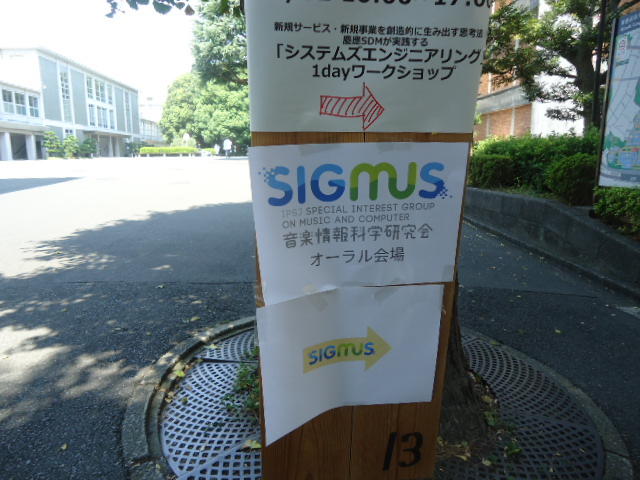 新規サービス・新規事業を創造的に生み出す思考法
慶應SDMが実践する
「システムズエンジニアリング」
1dayワークショップ
SIGMUS
IPSJ SPECIAL INTEREST GROUP
ON MUSIC AND COMPUTER
音楽情報科学研究会
オーラル会場
SIGMUS
13